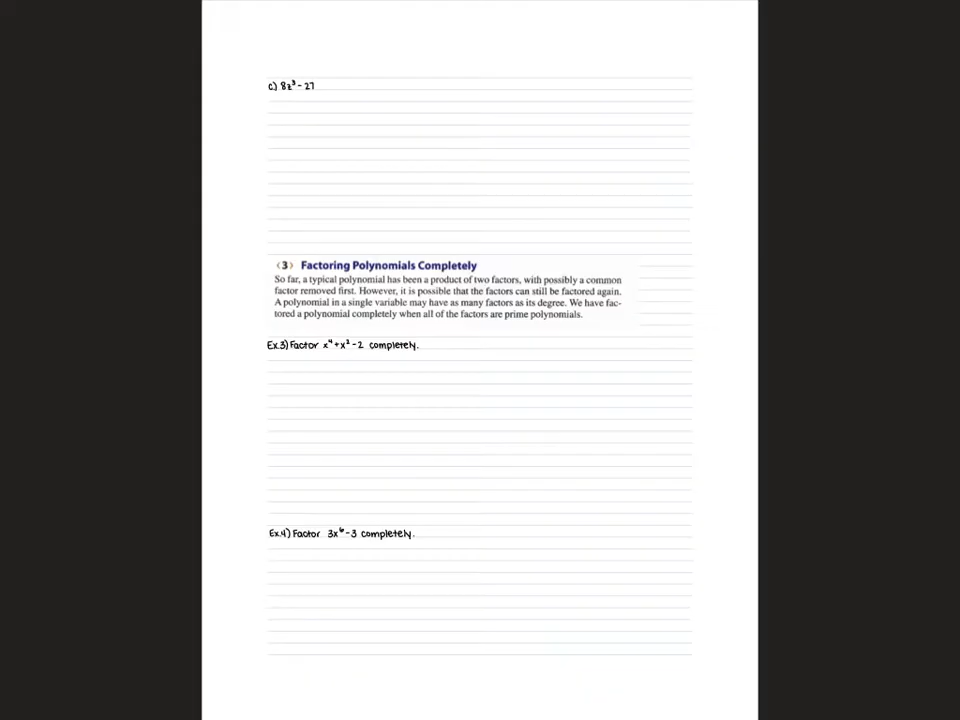 c.) 8z³ - 27
‹3› Factoring Polynomials Completely
So far, a typical polynomial has been a product of two factors, with possibly a common
factor removed first. However, it is possible that the factors can still be factored again.
A polynomial in a single variable may have as many factors as its degree. We have fac-
tored a polynomial completely when all of the factors are prime polynomials.
Ex.3) Factor x⁴+x²-2 completely.
Ex.4) Factor 3x⁶-3 completely.